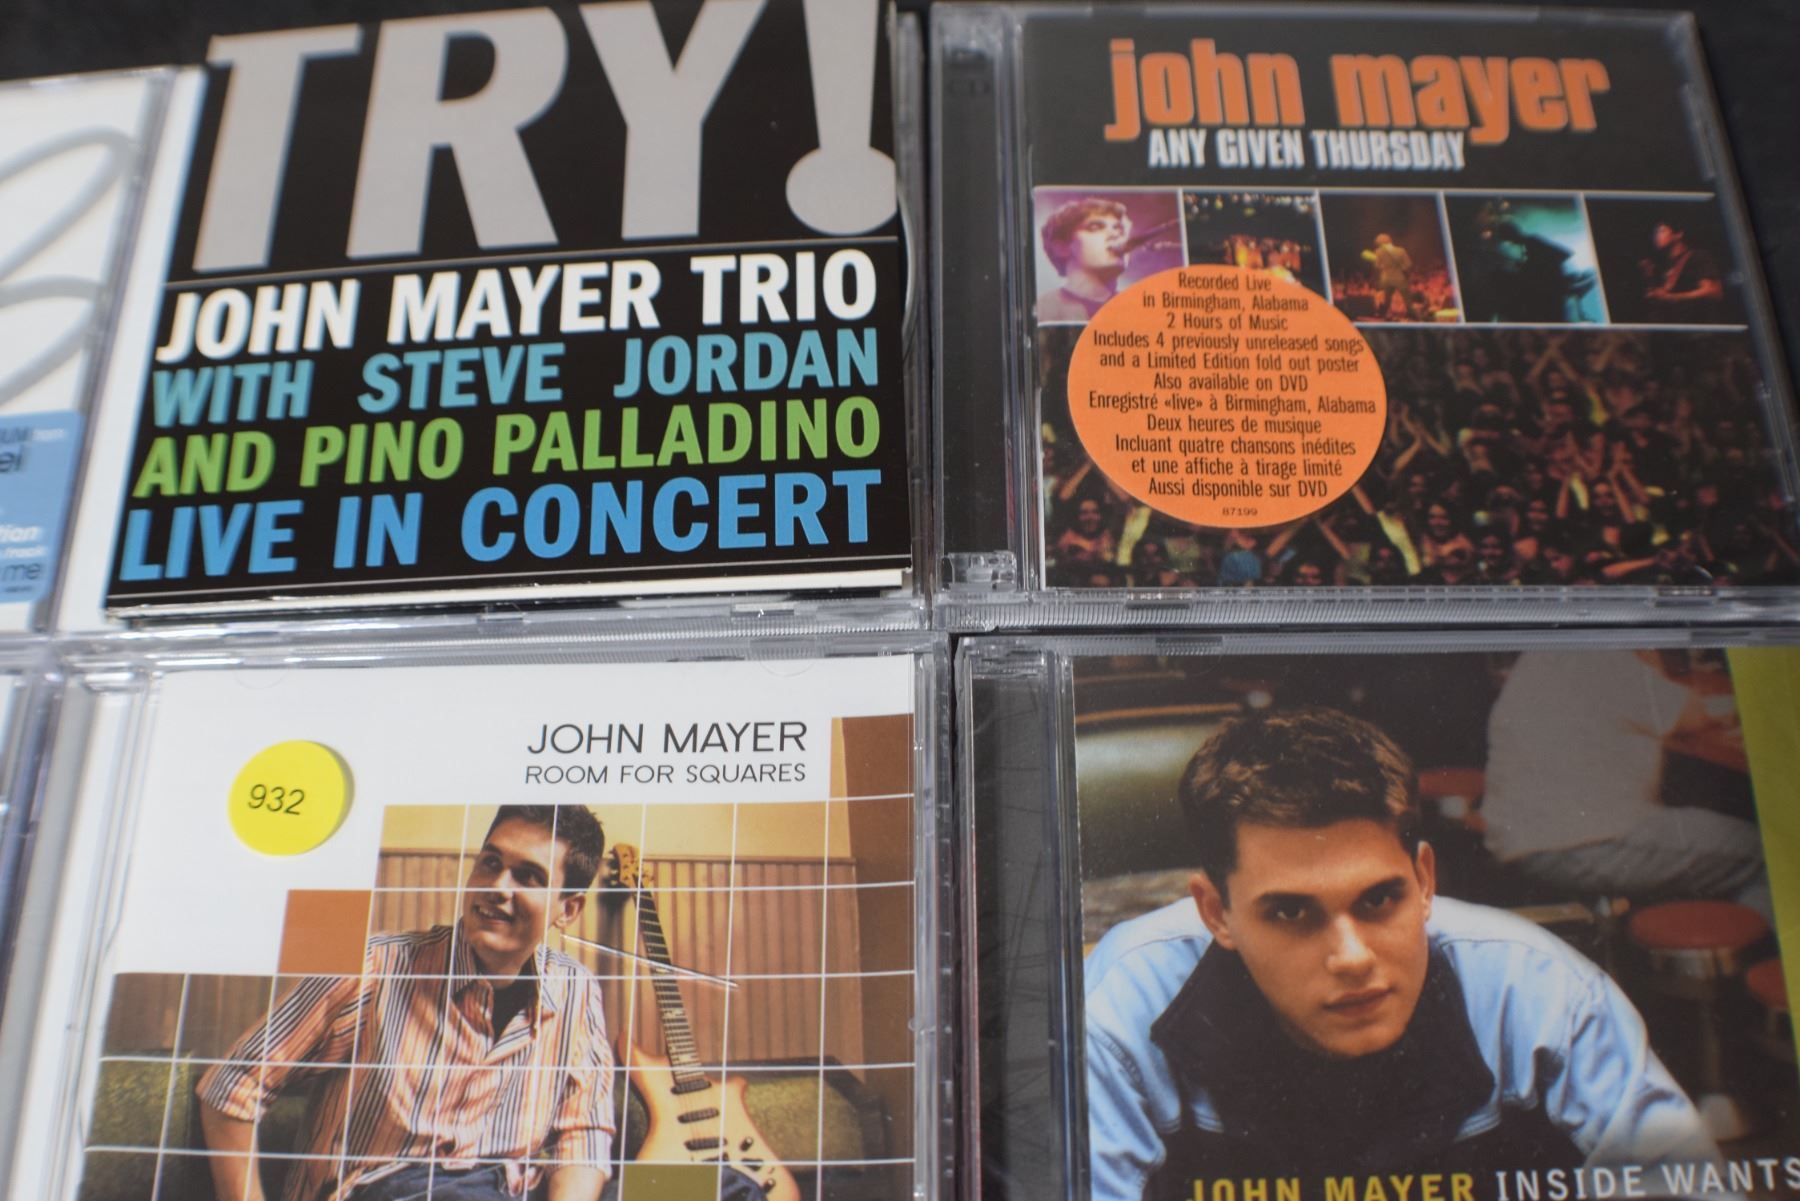 TRY!
JOHN MAYER TRIO
WITH STEVE JORDAN
AND PINO PALLADINO
LIVE IN CONCERT
john mayer
ANY GIVEN THURSDAY
Recorded Live
in Birmingham, Alabama
2 Hours of Music
Includes 4 previously unreleased songs
and a Limited Edition fold out poster
Also available on DVD
Enregistré «live» à Birmingham, Alabama
Deux heures de musique
Incluant quatre chansons inédites
et une affiche à tirage limité
Aussi disponible sur DVD
87199
me
JOHN MAYER
ROOM FOR SQUARES
932
JOHN MAYER INSIDE WANTS